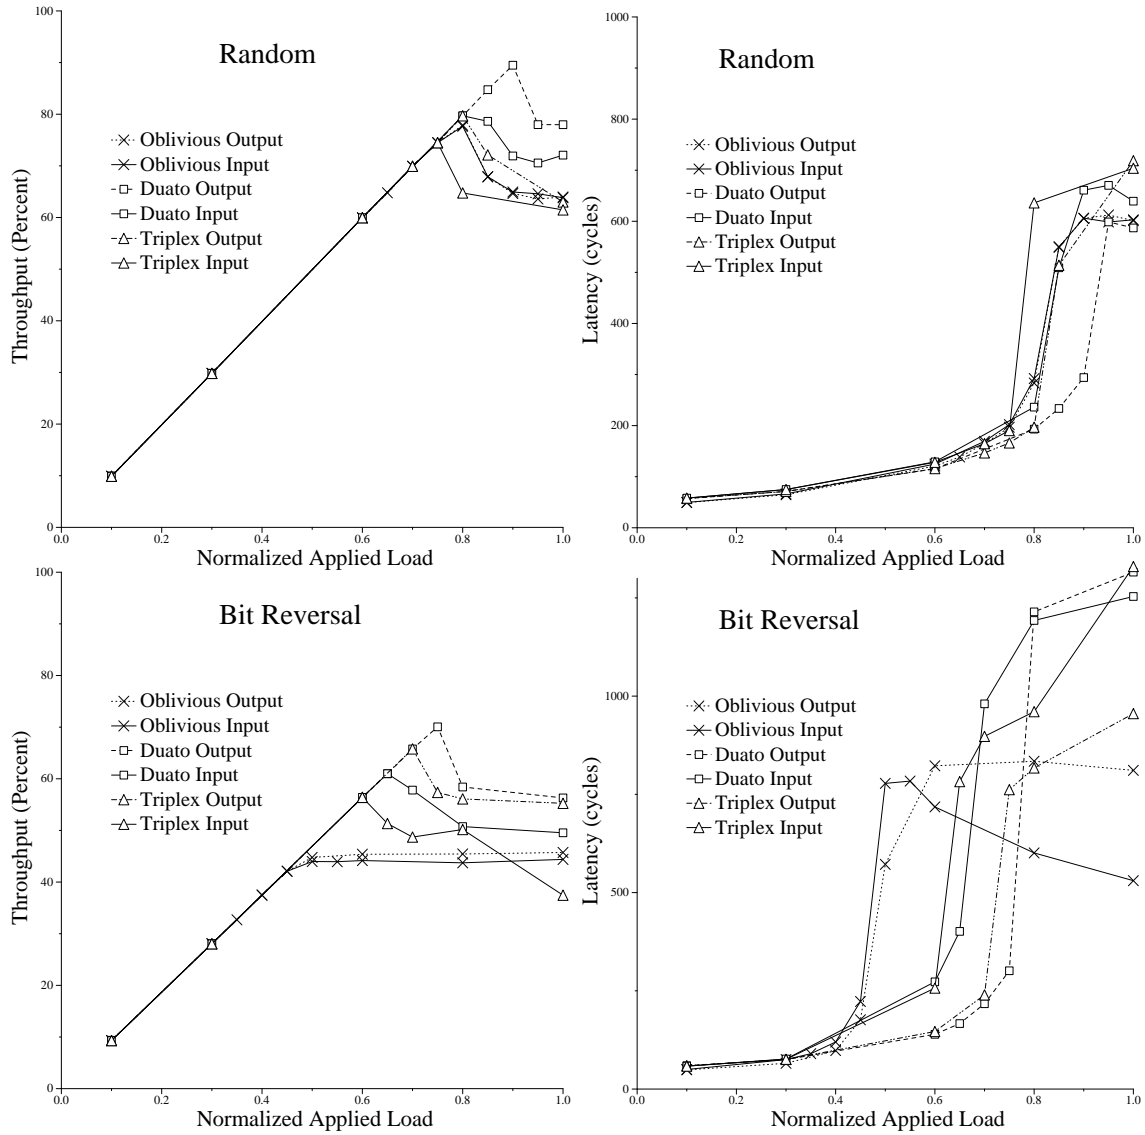 100
80
60
40
20
0
0.0
0.2
0.4
0.6
0.8
1.0
Throughput (Percent)
Normalized Applied Load
Random
Oblivious Output
Oblivious Input
Duato Output
Duato Input
Triplex Output
Triplex Input
1000
800
600
400
200
0
0.0
0.2
0.4
0.6
0.8
1.0
Latency (cycles)
Normalized Applied Load
Random
Oblivious Output
Oblivious Input
Duato Output
Duato Input
Triplex Output
Triplex Input
100
80
60
40
20
0
0.0
0.2
0.4
0.6
0.8
1.0
Throughput (Percent)
Normalized Applied Load
Bit Reversal
Oblivious Output
Oblivious Input
Duato Output
Duato Input
Triplex Output
Triplex Input
1000
500
0
0.0
0.2
0.4
0.6
0.8
1.0
Latency (cycles)
Normalized Applied Load
Bit Reversal
Oblivious Output
Oblivious Input
Duato Output
Duato Input
Triplex Output
Triplex Input